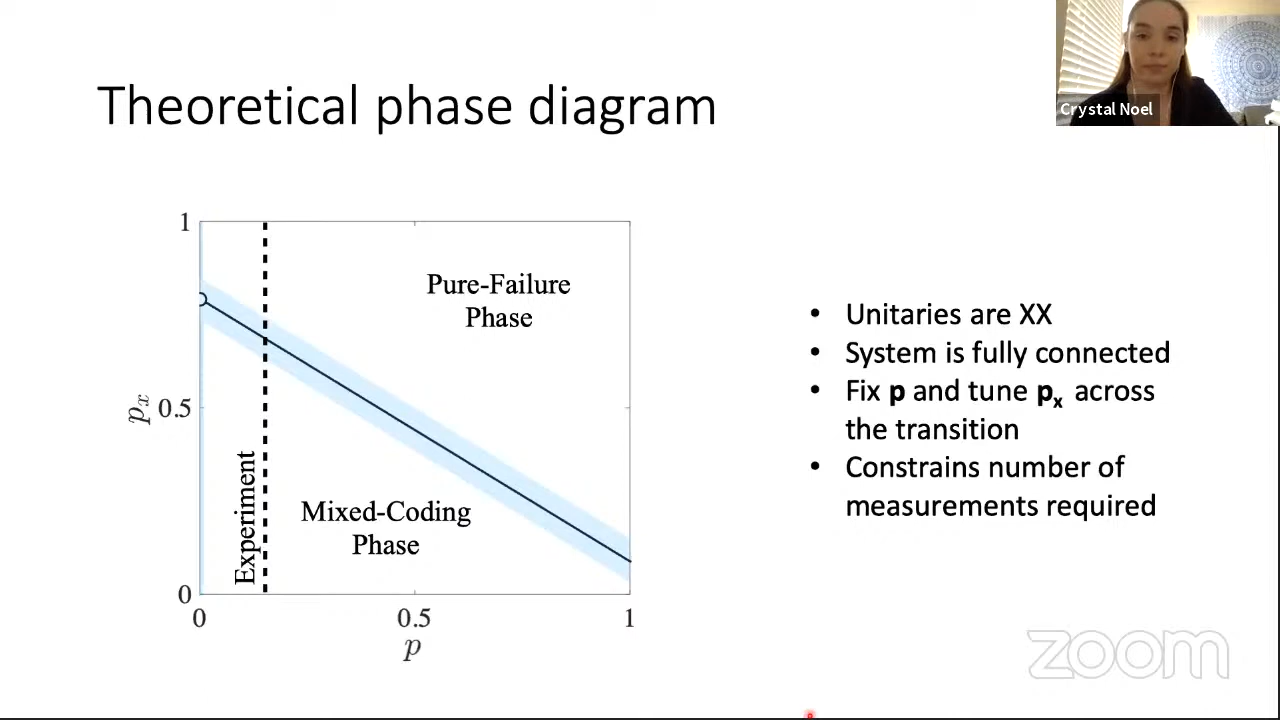 Crystal Noel
Theoretical phase diagram
1
Pure-Failure
Phase
pₓ
0.5
Experiment
Mixed-Coding
Phase
0
0
0.5
1
p
• Unitaries are XX
• System is fully connected
• Fix p and tune pₓ across
the transition
• Constrains number of
measurements required
zoom